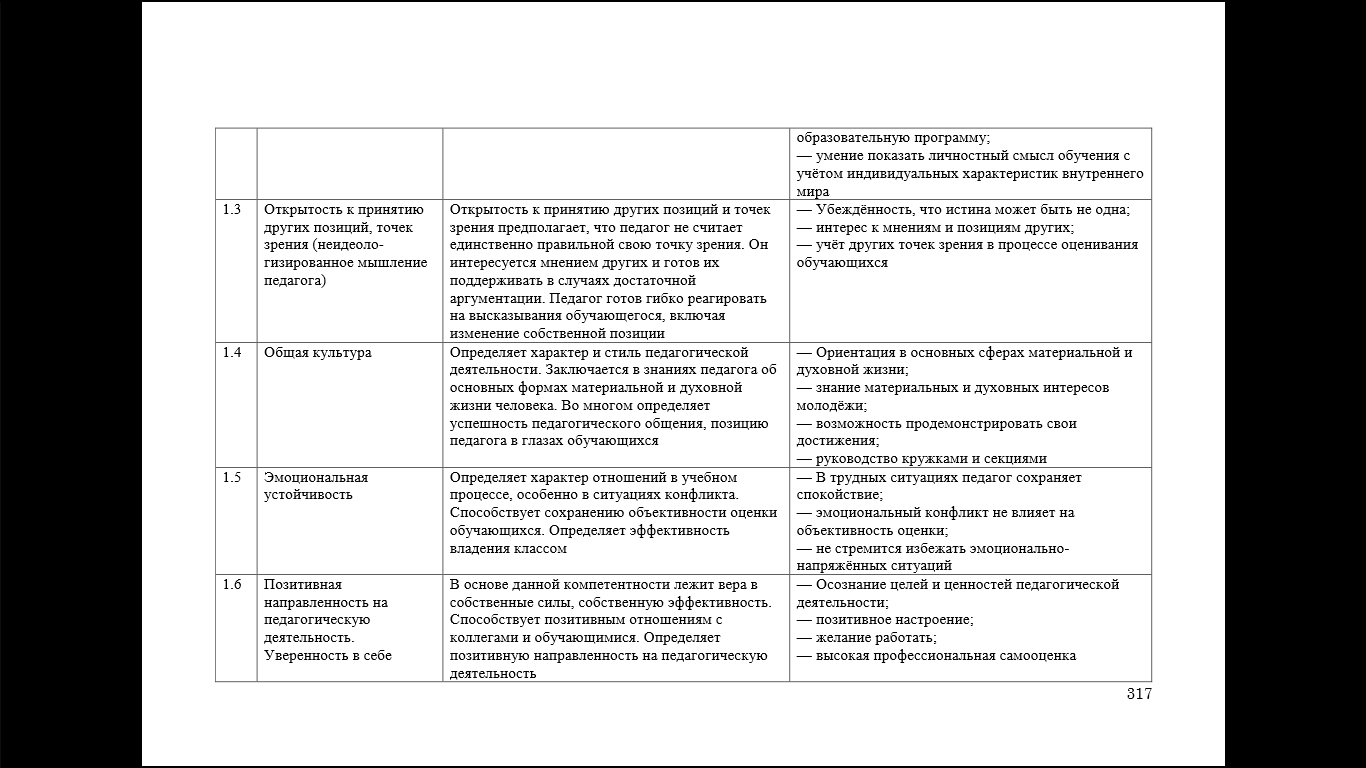 образовательную программу;
— умение показать личностный смысл обучения с
учётом индивидуальных характеристик внутреннего
мира
1.3
Открытость к принятию
других позиций, точек
зрения (неидеоло-
гизированное мышление
педагога)
Открытость к принятию других позиций и точек
зрения предполагает, что педагог не считает
единственно правильной свою точку зрения. Он
интересуется мнением других и готов их
поддерживать в случаях достаточной
аргументации. Педагог готов гибко реагировать
на высказывания обучающегося, включая
изменение собственной позиции
— Убеждённость, что истина может быть не одна;
— интерес к мнениям и позициям других;
— учёт других точек зрения в процессе оценивания
обучающихся
1.4
Общая культура
Определяет характер и стиль педагогической
деятельности. Заключается в знаниях педагога об
основных формах материальной и духовной
жизни человека. Во многом определяет
успешность педагогического общения, позицию
педагога в глазах обучающихся
— Ориентация в основных сферах материальной и
духовной жизни;
— знание материальных и духовных интересов
молодёжи;
— возможность продемонстрировать свои
достижения;
— руководство кружками и секциями
1.5
Эмоциональная
устойчивость
Определяет характер отношений в учебном
процессе, особенно в ситуациях конфликта.
Способствует сохранению объективности оценки
обучающихся. Определяет эффективность
владения классом
— В трудных ситуациях педагог сохраняет
спокойствие;
— эмоциональный конфликт не влияет на
объективность оценки;
— не стремится избежать эмоционально-
напряжённых ситуаций
1.6
Позитивная
направленность на
педагогическую
деятельность.
Уверенность в себе
В основе данной компетентности лежит вера в
собственные силы, собственную эффективность.
Способствует позитивным отношениям с
коллегами и обучающимися. Определяет
позитивную направленность на педагогическую
деятельность
— Осознание целей и ценностей педагогической
деятельности;
— позитивное настроение;
— желание работать;
— высокая профессиональная самооценка
317